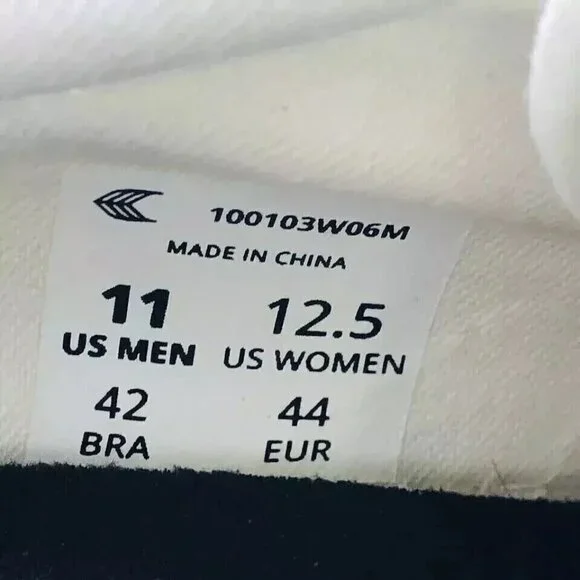 100103W06M
MADE IN CHINA
11 12.5
US MEN US WOMEN
42 44
BRA EUR